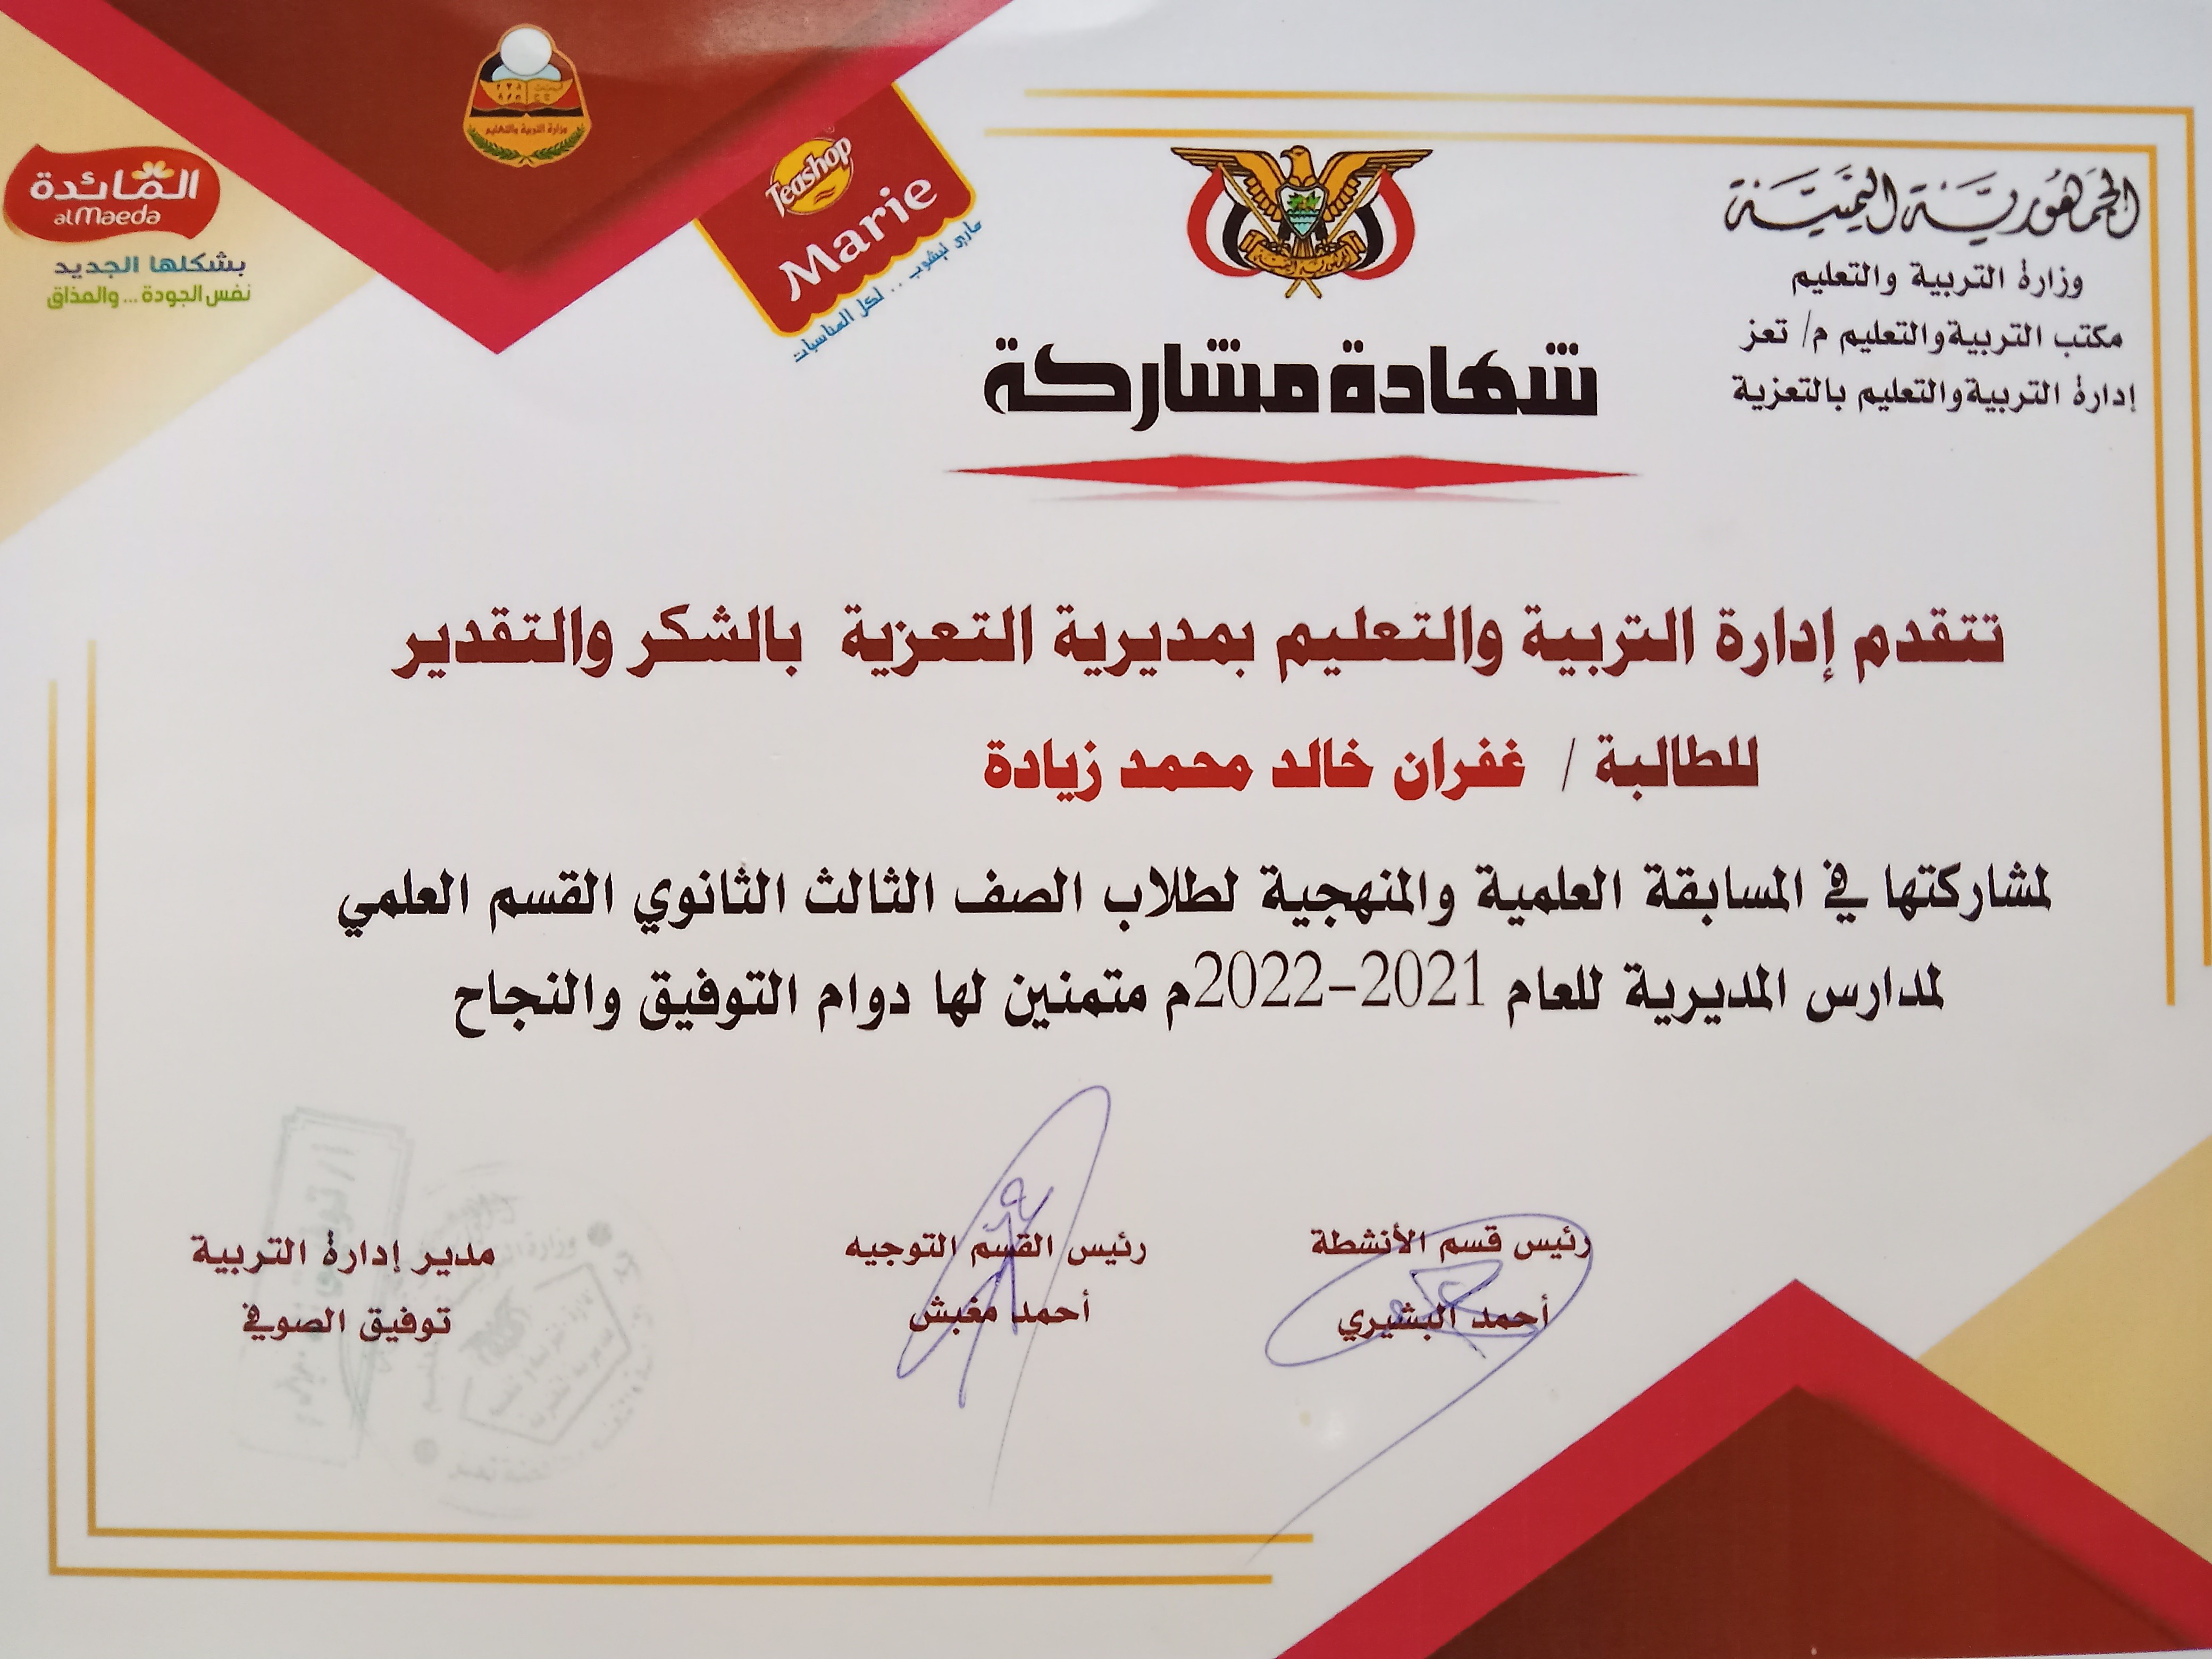 الجمهورية اليمنية
وزارة التربية والتعليم
مكتب التربية والتعليم م/ تعز
إدارة التربية والتعليم بالتعزية
وزارة التربية والتعليم
المائدة
alMaeda
بشكلها الجديد
نفس الجودة ... والمذاق
Teashop
Marie
ماري تيشوب .. لكل المناسبات
شهادة مشاركة
تتقدم إدارة التربية والتعليم بمديرية التعزية بالشكر والتقدير
للطالبة / غفران خالد محمد زيادة
لمشاركتها في المسابقة العلمية والمنهجية لطلاب الصف الثالث الثانوي القسم العلمي
لمدارس المديرية للعام 2021-2022م متمنين لها دوام التوفيق والنجاح
رئيس قسم الأنشطة
أحمد البشيري
رئيس القسم التوجيه
أحمد مغبش
مدير إدارة التربية
توفيق الصوفي